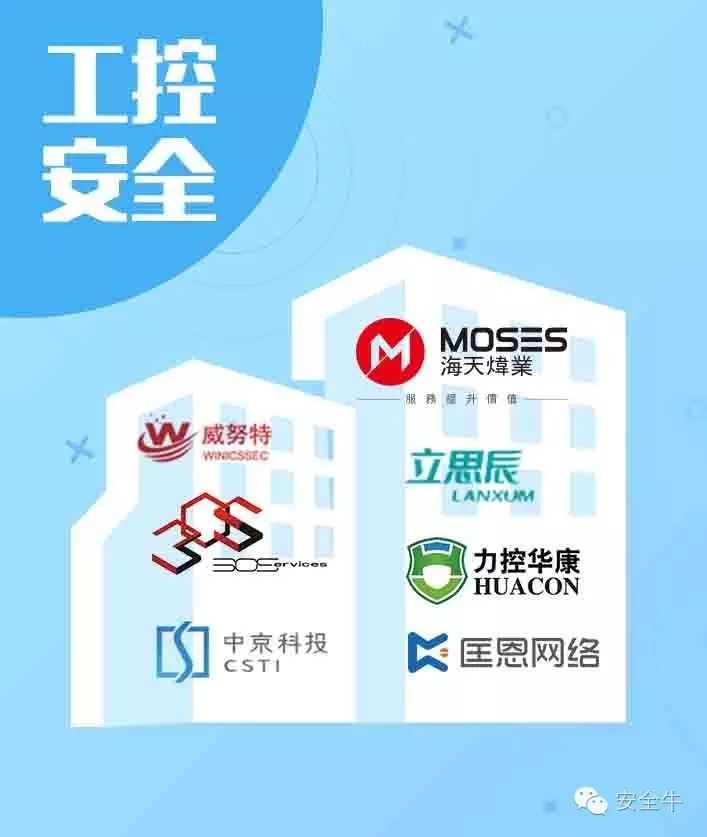 工控
安全
MOSES
海天煒業
服務提升價值
威努特
WINICSSEC
立思辰
LANXUM
3OServices
力控华康
HUACON
中京科投
CSTI
匡恩网络
安全牛